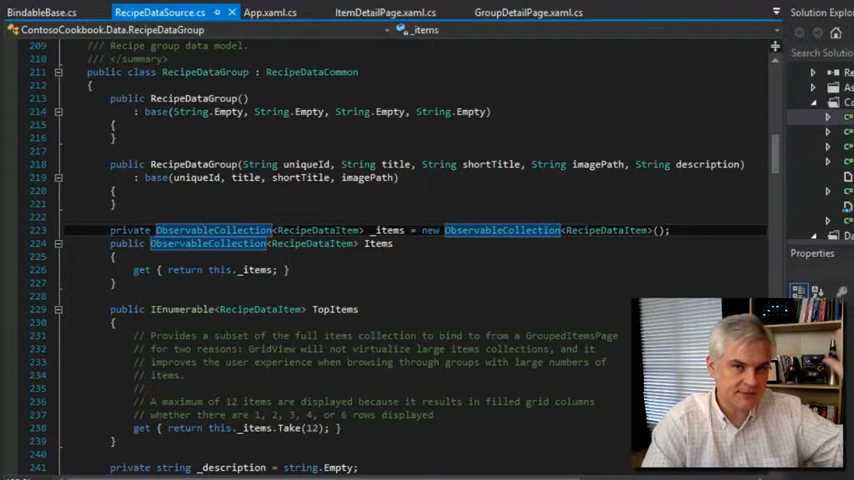 BindableBase.cs RecipeDataSource.cs App.xaml.cs ItemDetailPage.xaml.cs GroupDetailPage.xaml.cs Solution Explo
ContosoCookbook.Data.RecipeDataGroup _items
Search Solution
209 /// Recipe group data model.
210 /// </summary>
211 public class RecipeDataGroup : RecipeDataCommon
212 {
213 public RecipeDataGroup()
214 : base(String.Empty, String.Empty, String.Empty, String.Empty)
215 {
216 }
217
218 public RecipeDataGroup(String uniqueId, String title, String shortTitle, String imagePath, String description)
219 : base(uniqueId, title, shortTitle, imagePath)
220 {
221 }
222
223 private ObservableCollection<RecipeDataItem> _items = new ObservableCollection<RecipeDataItem>();
224 public ObservableCollection<RecipeDataItem> Items
225 {
226 get { return this._items; }
227 }
228
229 public IEnumerable<RecipeDataItem> TopItems
230 {
231 // Provides a subset of the full items collection to bind to from a GroupedItemsPage
232 // for two reasons: GridView will not virtualize large items collections, and it
233 // improves the user experience when browsing through groups with large numbers of
234 // items.
235 //
236 // A maximum of 12 items are displayed because it results in filled grid columns
237 // whether there are 1, 2, 3, 4, or 6 rows displayed
238 get { return this._items.Take(12); }
239 }
240
241 private string _description = string.Empty;
Properties